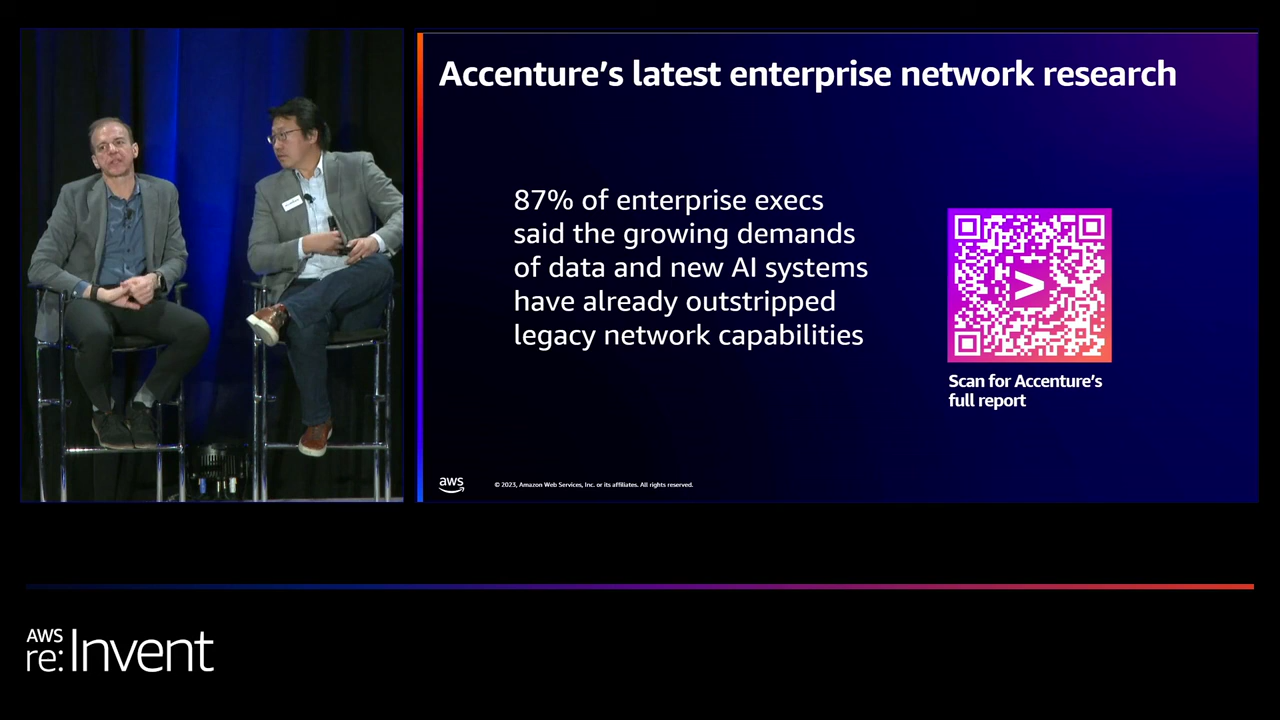 Accenture's latest enterprise network research
87% of enterprise execs
said the growing demands
of data and new AI systems
have already outstripped
legacy network capabilities
Scan for Accenture's
full report
aws
© 2023, Amazon Web Services, Inc. or its affiliates. All rights reserved.
AWS
re:Invent